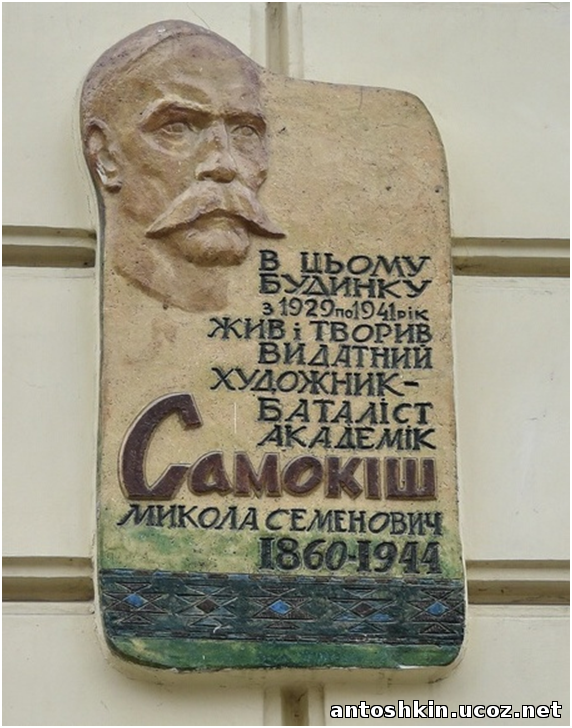 В ЦЬОМУ
БУДИНКУ
з 1929 по 1941 рік
ЖИВ і ТВОРИВ
ВИДАТНИЙ
ХУДОЖНИК-
БАТАЛІСТ
АКАДЕМІК
САМОКІШ
МИКОЛА СЕМЕНОВИЧ
1860-1944
antoshkin.ucoz.net